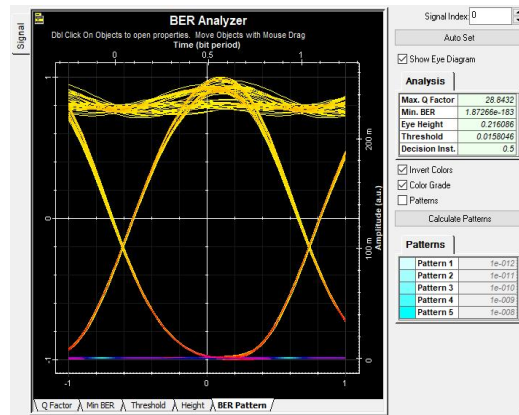 Signal
BER Analyzer
Dbl Click On Objects to open properties. Move Objects with Mouse Drag
Time (bit period)
0 0.5 1
1
0
-1
200 m
100 m
0
Amplitude (a.u.)
-1 0 1
Q Factor Min BER Threshold Height BER Pattern
Signal Index: 0
Auto Set
Show Eye Diagram
Analysis
Max. Q Factor 28.8432
Min. BER 1.87266e-183
Eye Height 0.216086
Threshold 0.0158046
Decision Inst. 0.5
Invert Colors
Color Grade
Patterns
Calculate Patterns
Patterns
Pattern 1 1e-012
Pattern 2 1e-011
Pattern 3 1e-010
Pattern 4 1e-009
Pattern 5 1e-008